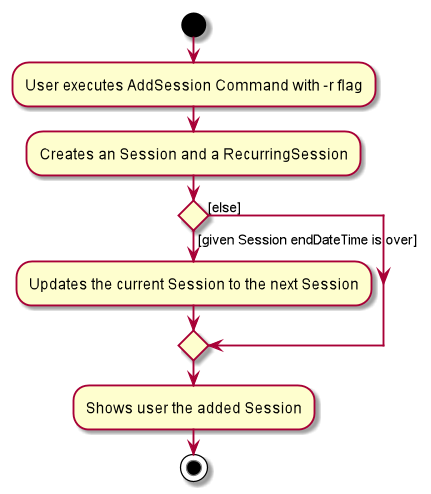 User executes AddSession Command with -r flag
Creates an Session and a RecurringSession
[else]
[given Session endDateTime is over]
Updates the current Session to the next Session
Shows user the added Session